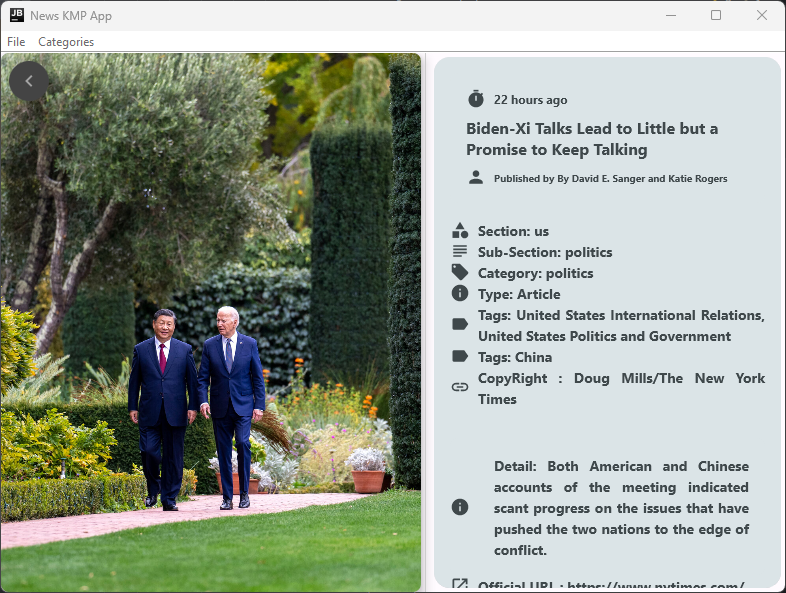 JB News KMP App
File Categories
22 hours ago
Biden-Xi Talks Lead to Little but a
Promise to Keep Talking
Published by By David E. Sanger and Katie Rogers
Section: us
Sub-Section: politics
Category: politics
Type: Article
Tags: United States International Relations,
United States Politics and Government
Tags: China
CopyRight : Doug Mills/The New York
Times
Detail: Both American and Chinese
accounts of the meeting indicated
scant progress on the issues that have
pushed the two nations to the edge of
conflict.
Official URL : https://www.nytimes.com/